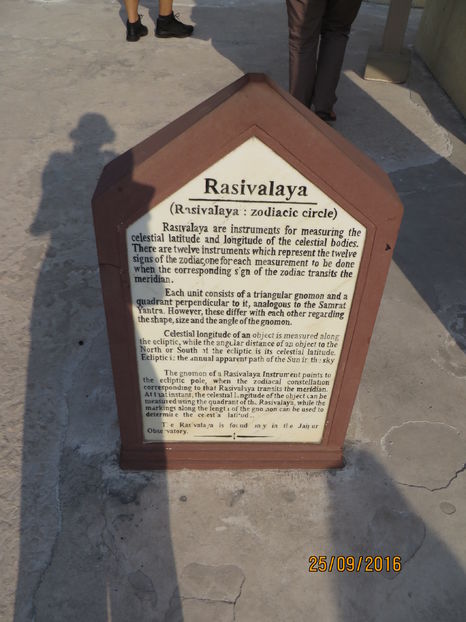 Rasivalaya
(Rasivalaya : zodiacic circle)
Rasivalaya are instruments for measuring the
celestial latitude and longitude of the celestial bodies.
There are twelve instruments which represent the twelve
signs of the zodiac,one for each measurement to be done
when the corresponding sign of the zodiac transits the
meridian.
Each unit consists of a triangular gnomon and a
quadrant perpendicular to it, analogous to the Samrat
Yantra. However, these differ with each other regarding
the shape, size and the angle of the gnomon.
Celestial longitude of an object is measured along
the ecliptic, while the angular distance of an object to the
North or South of the ecliptic is its celestial latitude.
Ecliptic is the annual apparent path of the Sun in the sky
The gnomon of a Rasivalaya Instrument points to
the ecliptic pole, when the zodiacal constellation
corresponding to that Rasivalaya transits the meridian.
At that instant, the celestial longitude of the object can be
measured using the quadrant of the Rasivalaya, while the
markings along the length of the gnomon can be used to
determine the celestial latitude.
The Rasivalaya is found only in the Jaipur
Observatory.
25/09/2016